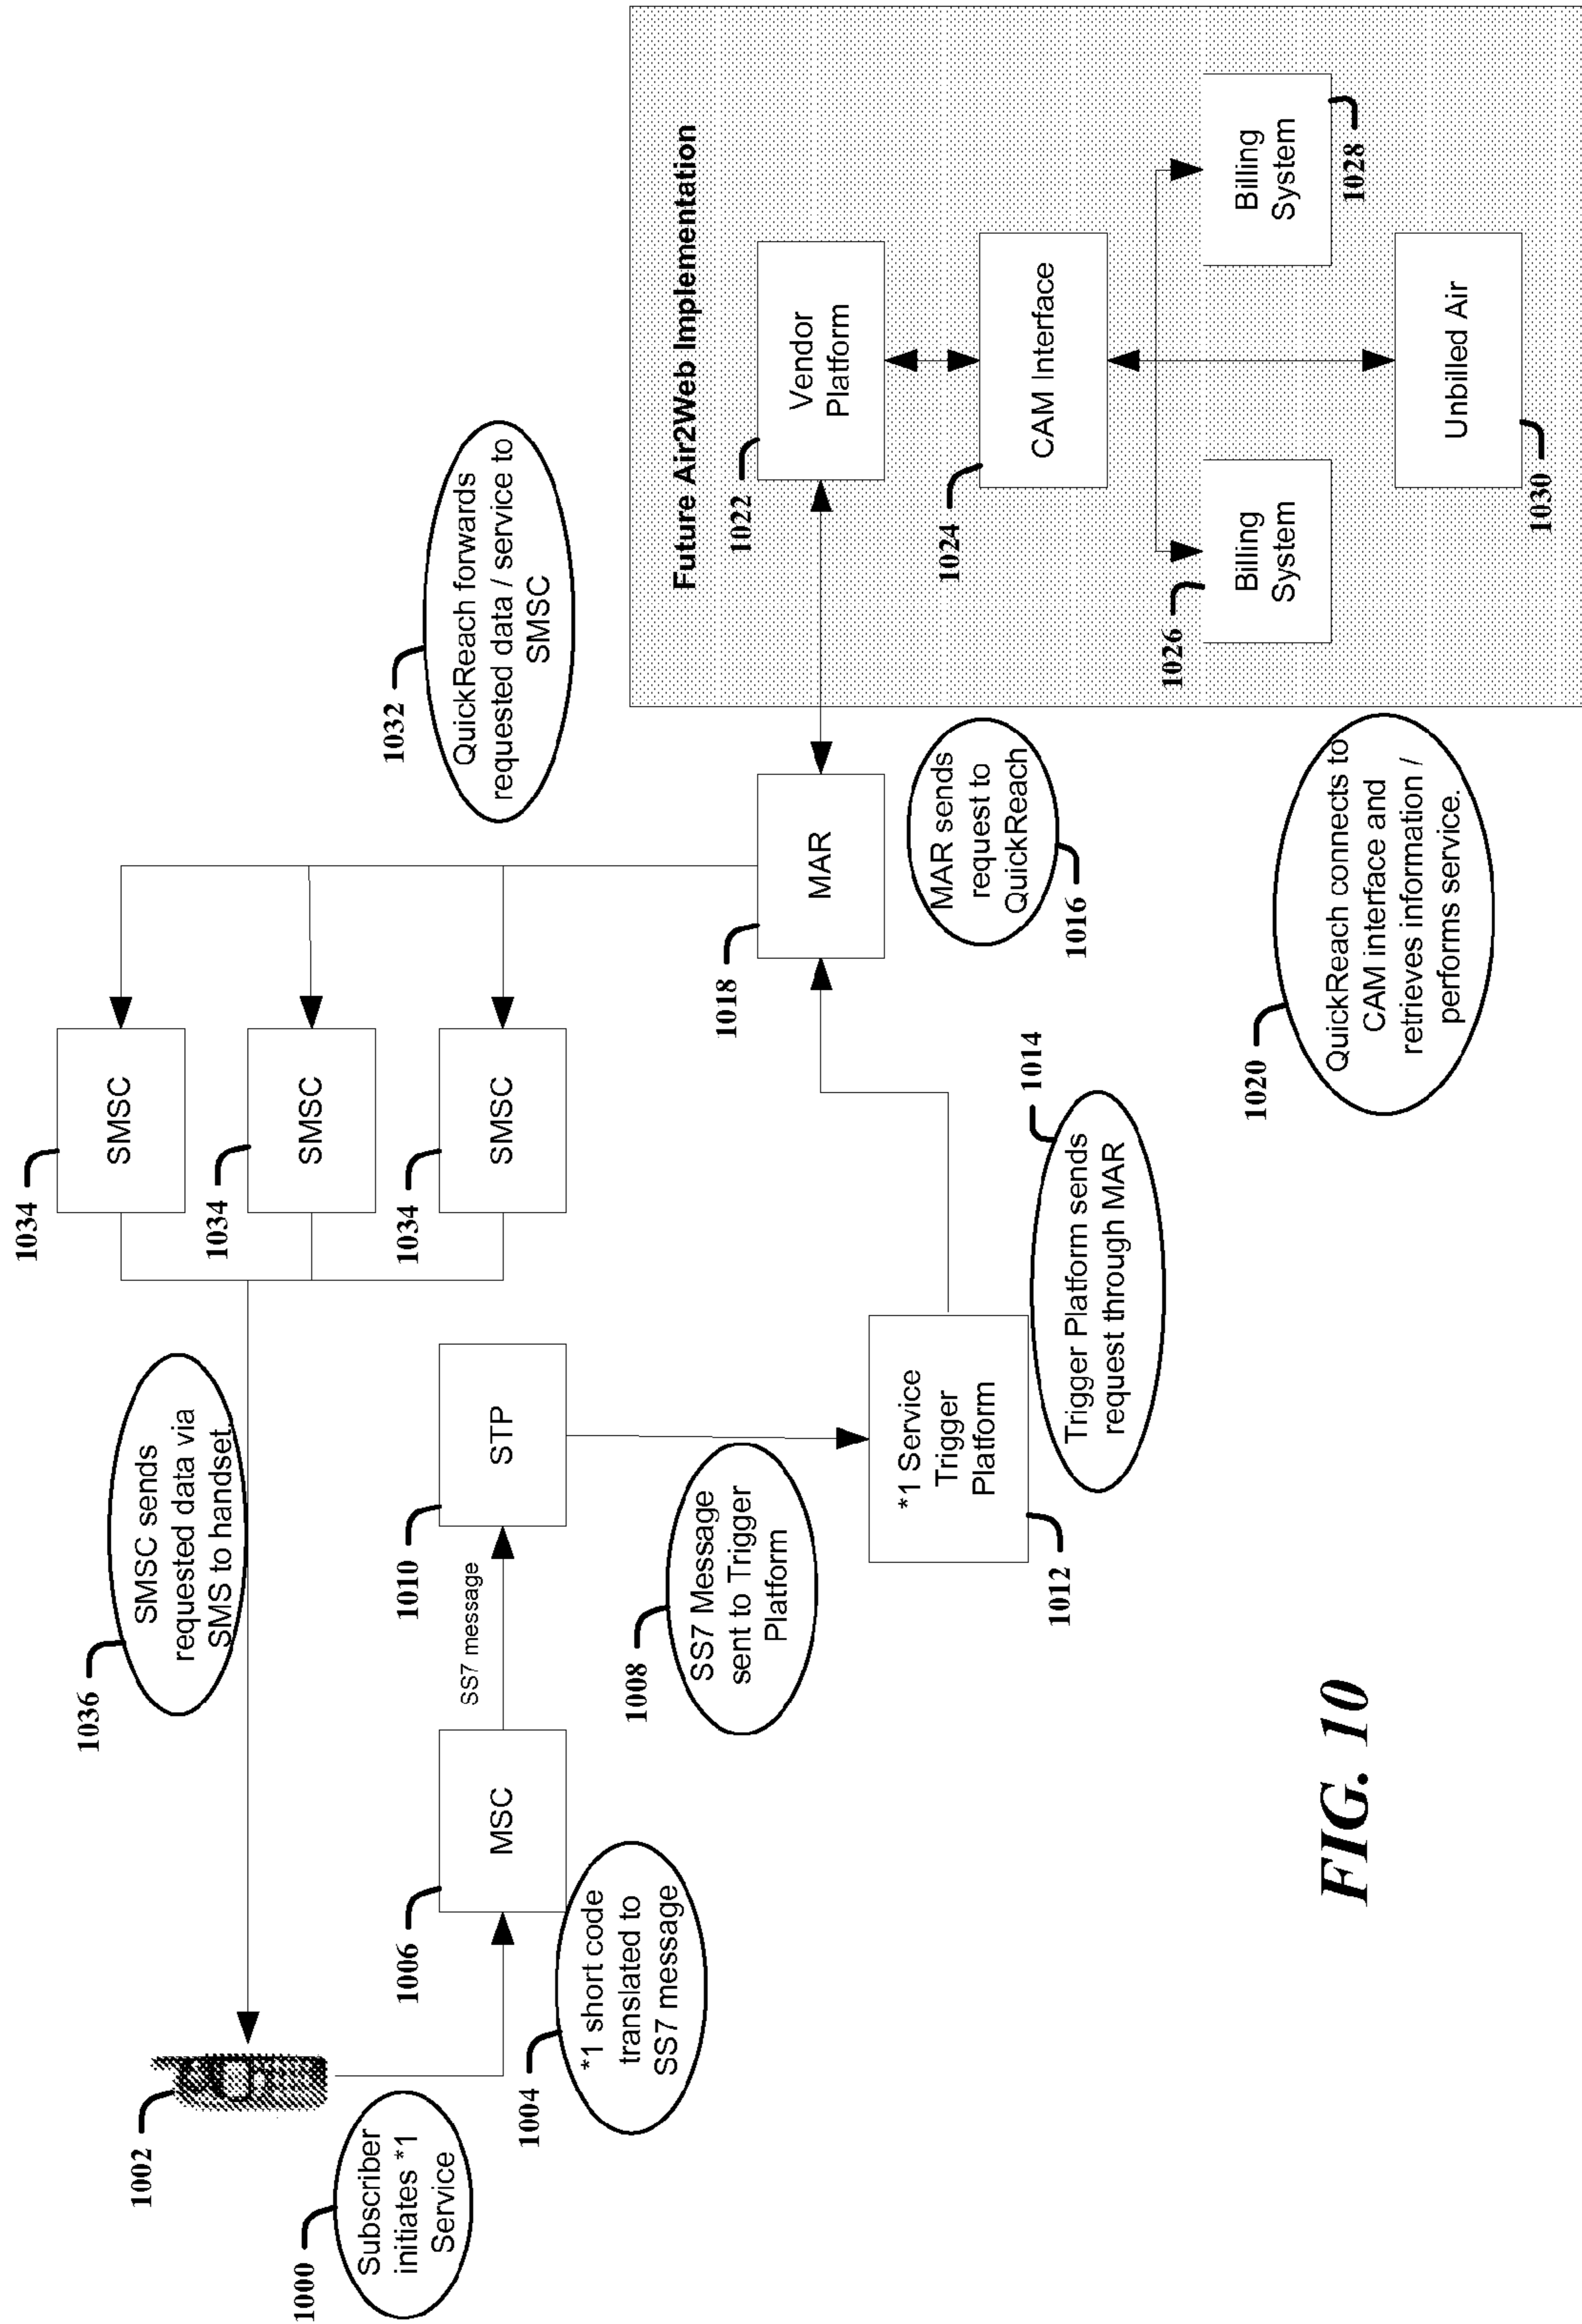 1002
1000
Subscriber
initiates *1
Service
1036
SMSC sends
requested data via
SMS to handset.
1034
SMSC
1034
SMSC
1034
SMSC
1032
QuickReach forwards
requested data / service to
SMSC
1004
*1 short code
translated to
SS7 message
1006
MSC
SS7 message
1010
STP
1008
SS7 Message
sent to Trigger
Platform
1012
*1 Service
Trigger
Platform
1014
Trigger Platform sends
request through MAR
1018
MAR
1016
MAR sends
request to
QuickReach
1020
QuickReach connects to
CAM interface and
retrieves information /
performs service.
Future Air2Web Implementation
1022
Vendor
Platform
1024
CAM Interface
1026
Billing
System
Billing
System
1028
Unbilled Air
1030
FIG. 10